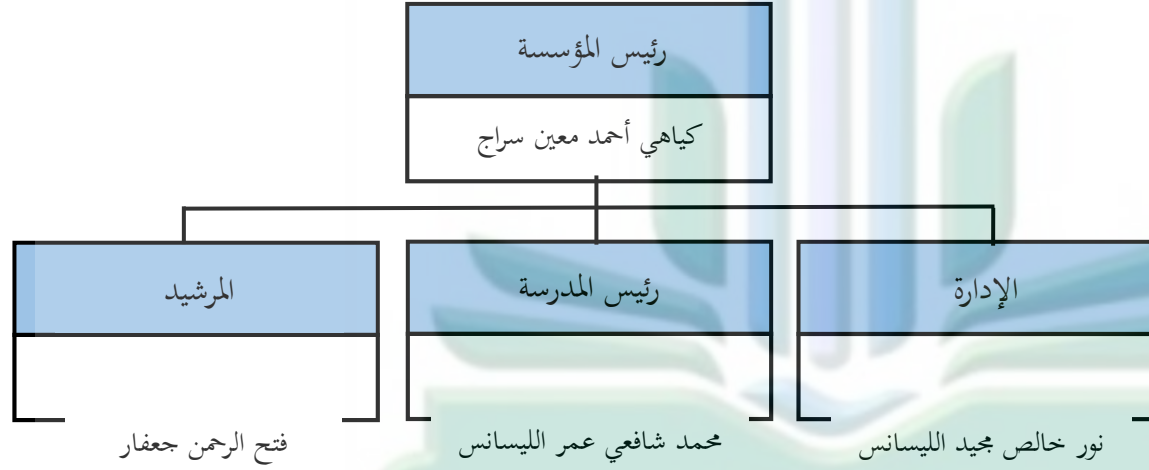 رئيس المؤسسة
كياهي أحمد معين سراج
الإدارة
رئيس المدرسة
المرشيد
نور خالص مجيد الليسانس
محمد شافعي عمر الليسانس
فتح الرحمن جعفار